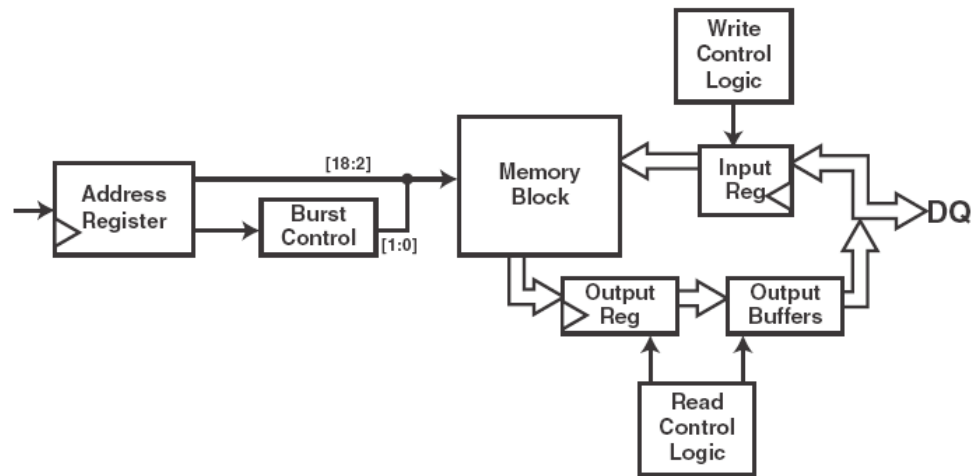 Write
Control
Logic
[18:2]
Address
Register
Burst
Control
[1:0]
Memory
Block
Input
Reg
DQ
Output
Reg
Output
Buffers
Read
Control
Logic